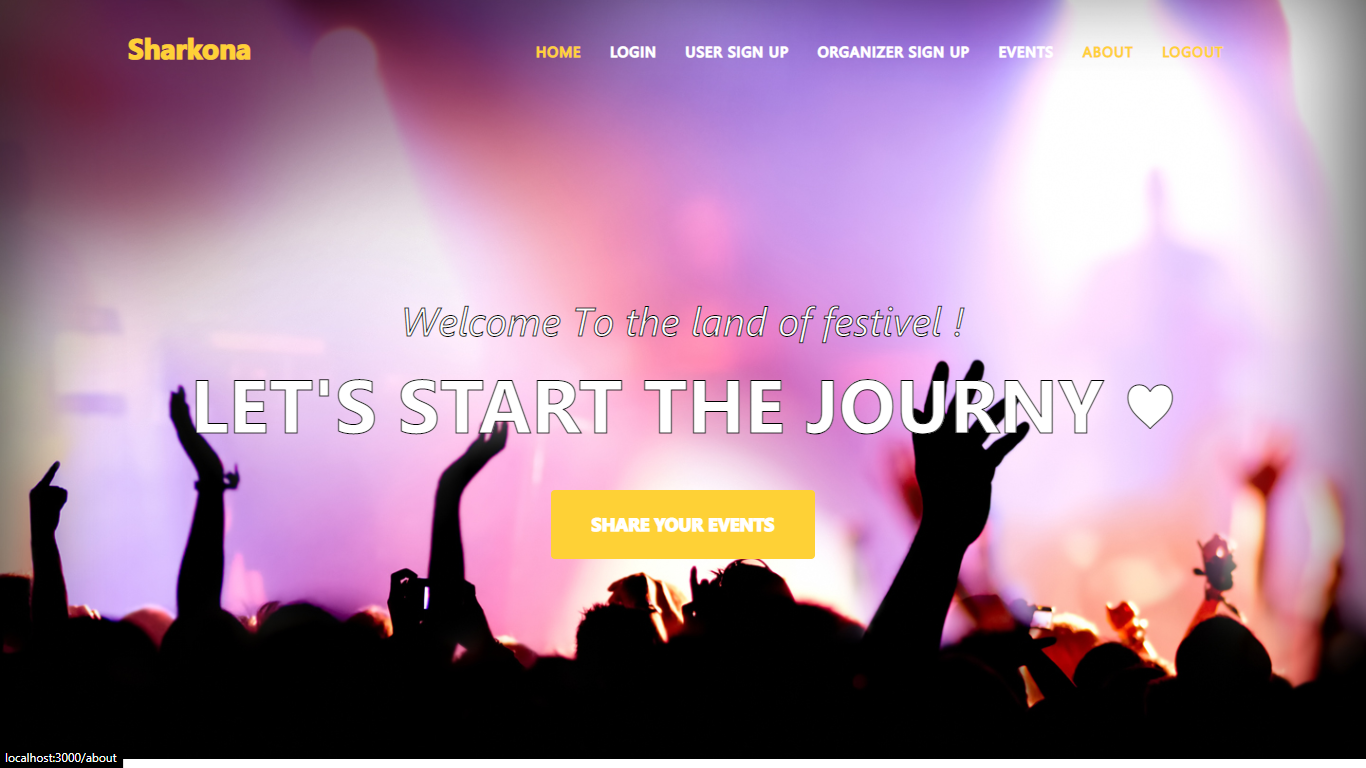 Sharkona
HOME LOGIN USER SIGN UP ORGANIZER SIGN UP EVENTS ABOUT LOGOUT
Welcome To the land of festivel !
LET'S START THE JOURNY ♥
SHARE YOUR EVENTS
localhost:3000/about